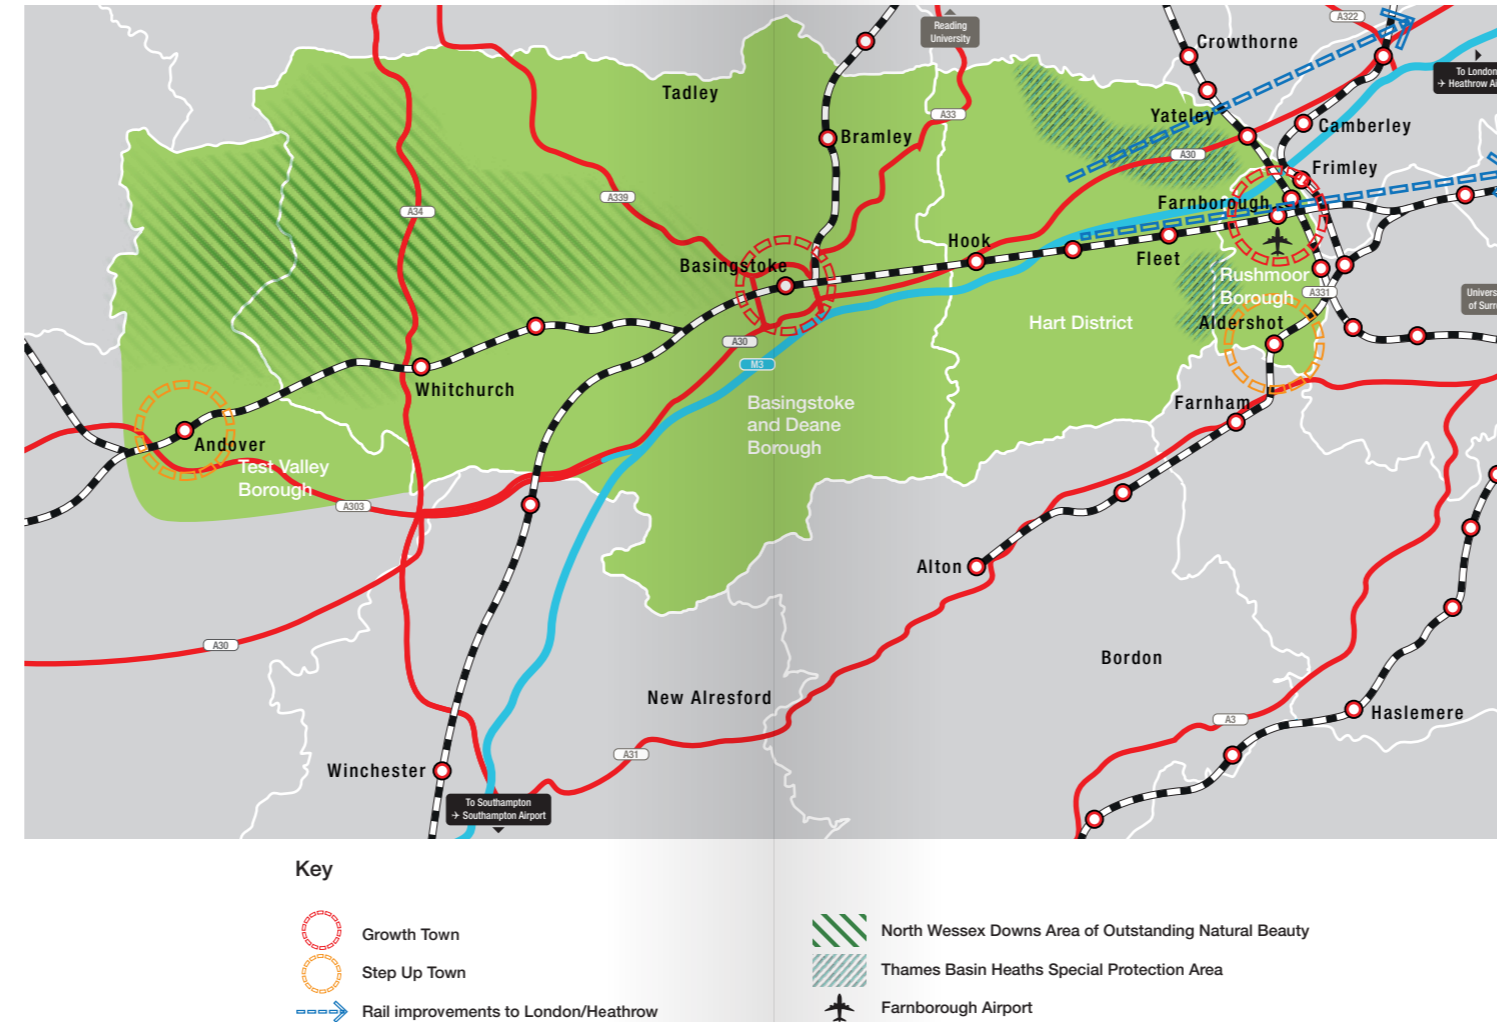 A322
Reading
University
Crowthorne
To London
Heathrow Ai
Tadley
Yateley
A33
Bramley
Camberley
A30
Frimley
A339
A34
Farnborough
Hook
Basingstoke
Fleet
Rushmoor
Borough
A331
Univers
of Surre
Hart District
Aldershot
A30
M3
Whitchurch
Basingstoke
and Deane
Borough
Farnham
Andover
Test Valley
Borough
A303
Alton
A30
Bordon
New Alresford
Haslemere
A3
A31
Winchester
To Southampton
Southampton Airport
Key
Growth Town
North Wessex Downs Area of Outstanding Natural Beauty
Step Up Town
Thames Basin Heaths Special Protection Area
Rail improvements to London/Heathrow
Farnborough Airport